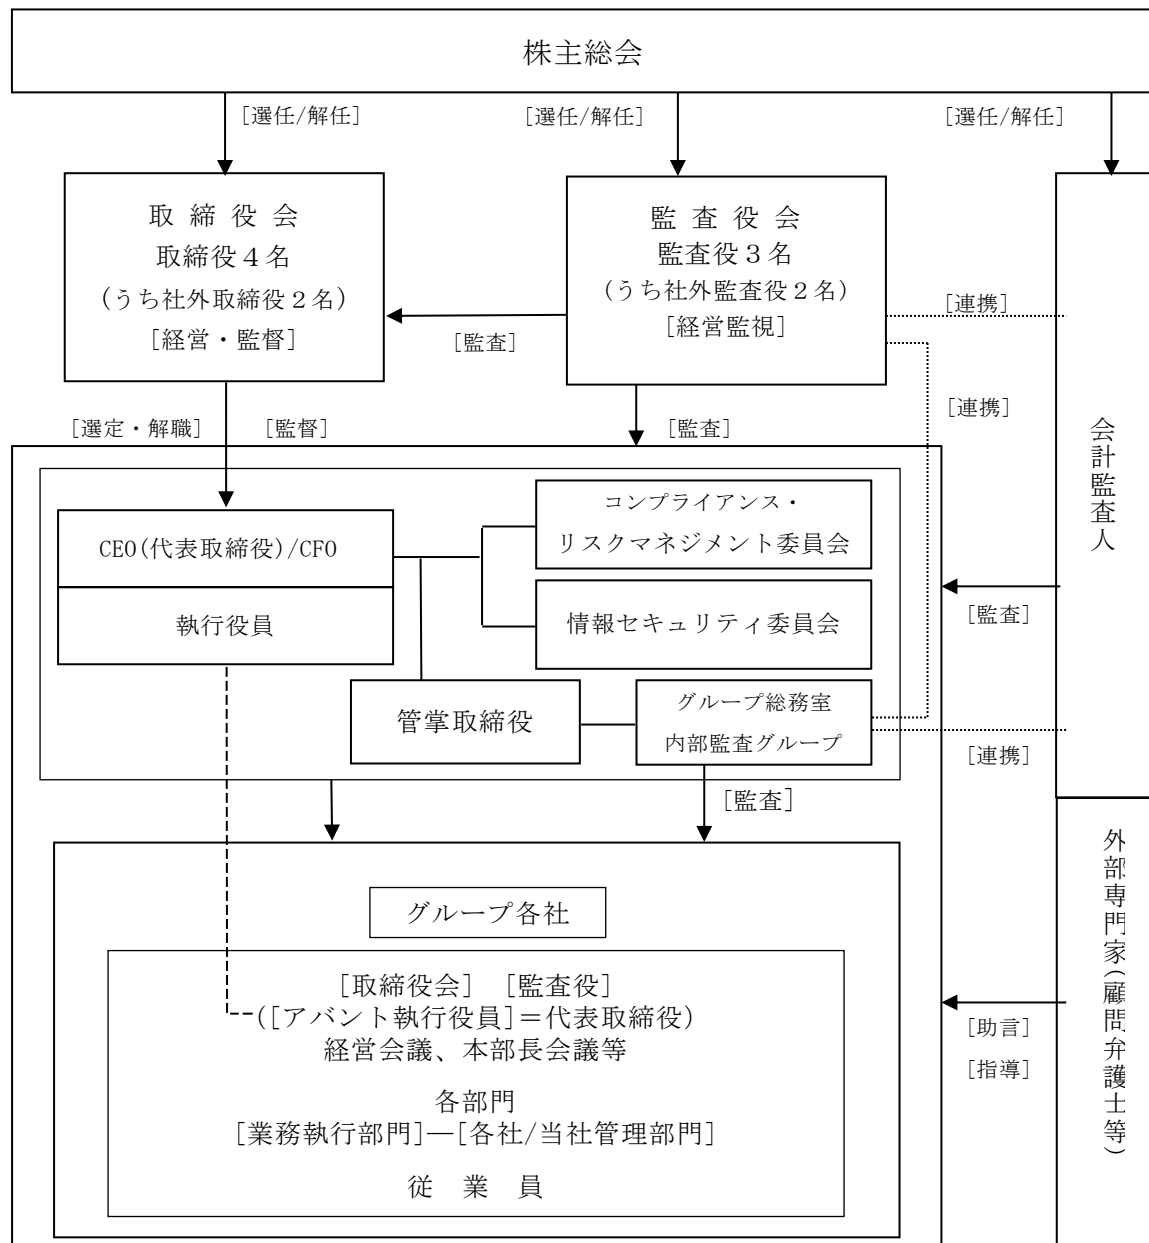 株主総会
[選任/解任]
[選任/解任]
[選任/解任]
取締役会
取締役４名
(うち社外取締役２名)
[経営・監督]
監査役会
監査役３名
(うち社外監査役２名)
[経営監視]
[監査]
[連携]
[連携]
[選定・解職]
[監督]
[監査]
会計監査人
CEO(代表取締役)/CFO
執行役員
コンプライアンス・
リスクマネジメント委員会
情報セキュリティ委員会
[監査]
管掌取締役
グループ総務室
内部監査グループ
[連携]
[監査]
グループ各社
[取締役会]　[監査役]
([アバント執行役員]＝代表取締役)
経営会議、本部長会議等
各部門
[業務執行部門]―[各社/当社管理部門]
従　業　員
外部専門家(顧問弁護士等)
[助言]
[指導]